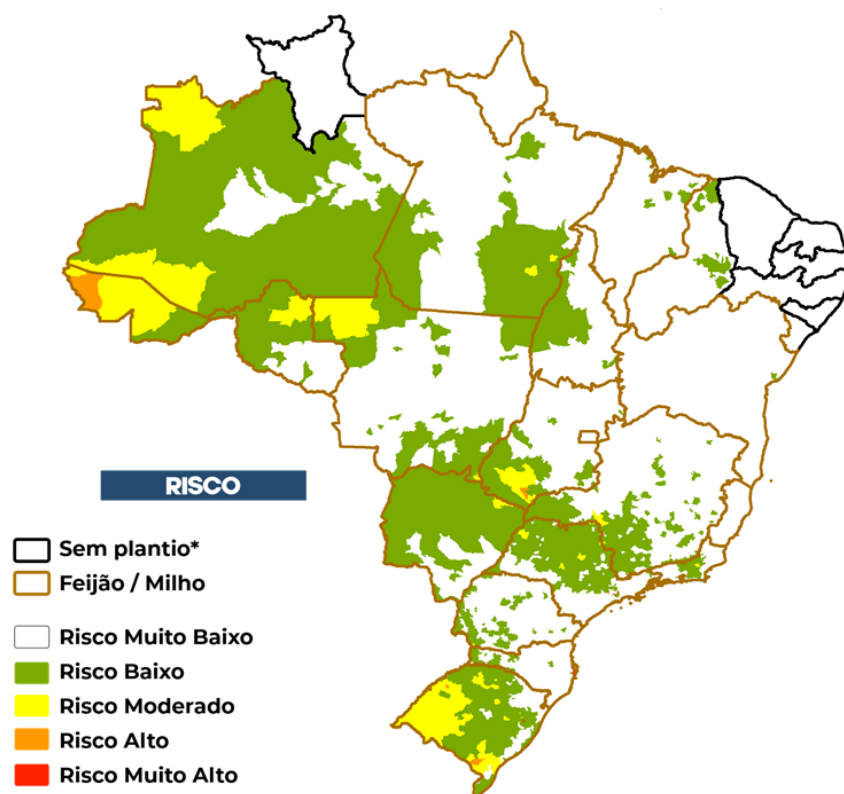 RISCO
Sem plantio*
Feijão / Milho
Risco Muito Baixo
Risco Baixo
Risco Moderado
Risco Alto
Risco Muito Alto